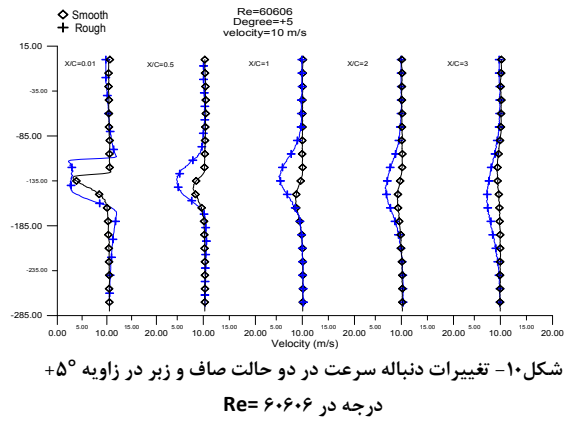 Smooth
Rough
Re=60606
Degree=+5
velocity=10 m/s
X/C=0.01 X/C=0.5 X/C=1 X/C=2 X/C=3
15.00
-35.00
-85.00
-135.00
-185.00
-235.00
-285.00
0.00 5.00 10.00 15.00 20.00 5.00 10.00 15.00 20.00 5.00 10.00 15.00 20.00 5.00 10.00 15.00 20.00 5.00 10.00 15.00 20.00
Velocity (m/s)
شکل۱۰- تغییرات دنباله سرعت در دو حالت صاف و زبر در زاویه ۵°+
درجه در ۶۰۶۰۶ =Re